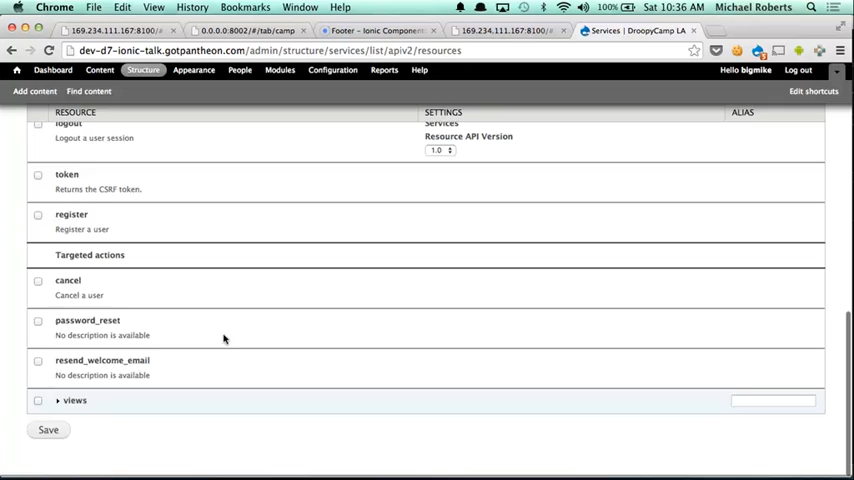 Chrome File Edit View History Bookmarks Window Help 100% Sat 10:36 AM Michael Roberts
169.234.111.167:8100/# 0.0.0.0:8002/#/tab/camp Footer – Ionic Component 169.234.111.167:8100/# Services | DroopyCamp LA
dev-d7-ionic-talk.gotpantheon.com/admin/structure/services/list/apiv2/resources
Dashboard Content Structure Appearance People Modules Configuration Reports Help Hello bigmike Log out
Add content Find content Edit shortcuts
RESOURCE SETTINGS ALIAS
logout Services
Logout a user session Resource API Version
1.0
token
Returns the CSRF token.
register
Register a user
Targeted actions
cancel
Cancel a user
password_reset
No description is available
resend_welcome_email
No description is available
views
Save